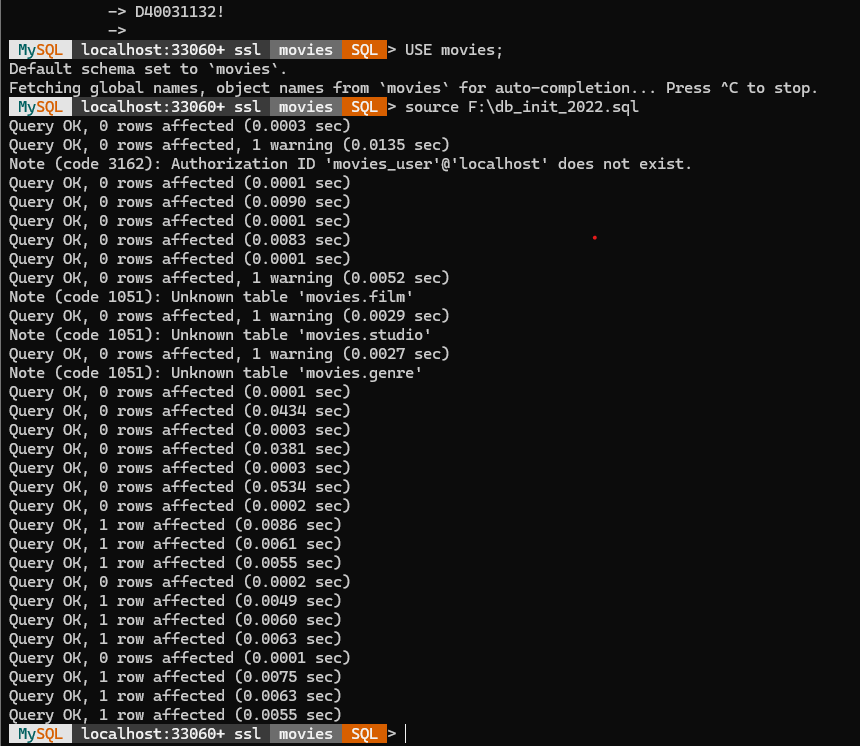 -> D40031132!
->
MySQL localhost:33060+ ssl movies SQL> USE movies;
Default schema set to `movies`.
Fetching global names, object names from `movies` for auto-completion... Press ^C to stop.
MySQL localhost:33060+ ssl movies SQL> source F:\db_init_2022.sql
Query OK, 0 rows affected (0.0003 sec)
Query OK, 0 rows affected, 1 warning (0.0135 sec)
Note (code 3162): Authorization ID 'movies_user'@'localhost' does not exist.
Query OK, 0 rows affected (0.0001 sec)
Query OK, 0 rows affected (0.0090 sec)
Query OK, 0 rows affected (0.0001 sec)
Query OK, 0 rows affected (0.0083 sec)
Query OK, 0 rows affected (0.0001 sec)
Query OK, 0 rows affected, 1 warning (0.0052 sec)
Note (code 1051): Unknown table 'movies.film'
Query OK, 0 rows affected, 1 warning (0.0029 sec)
Note (code 1051): Unknown table 'movies.studio'
Query OK, 0 rows affected, 1 warning (0.0027 sec)
Note (code 1051): Unknown table 'movies.genre'
Query OK, 0 rows affected (0.0001 sec)
Query OK, 0 rows affected (0.0434 sec)
Query OK, 0 rows affected (0.0003 sec)
Query OK, 0 rows affected (0.0381 sec)
Query OK, 0 rows affected (0.0003 sec)
Query OK, 0 rows affected (0.0534 sec)
Query OK, 0 rows affected (0.0002 sec)
Query OK, 1 row affected (0.0086 sec)
Query OK, 1 row affected (0.0061 sec)
Query OK, 1 row affected (0.0055 sec)
Query OK, 0 rows affected (0.0002 sec)
Query OK, 1 row affected (0.0049 sec)
Query OK, 1 row affected (0.0060 sec)
Query OK, 1 row affected (0.0063 sec)
Query OK, 0 rows affected (0.0001 sec)
Query OK, 1 row affected (0.0075 sec)
Query OK, 1 row affected (0.0063 sec)
Query OK, 1 row affected (0.0055 sec)
MySQL localhost:33060+ ssl movies SQL>